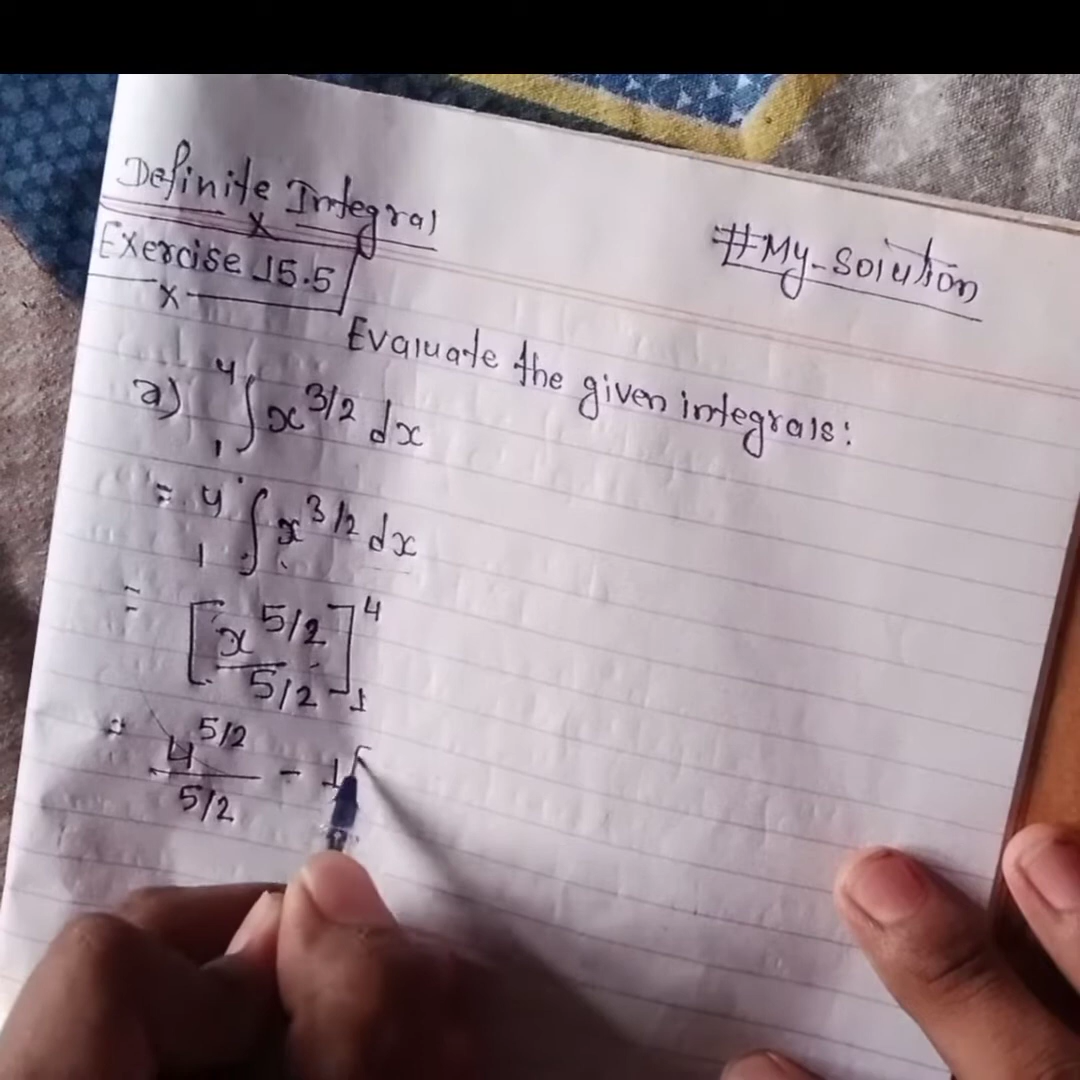 Definite Integral
#My-Solution
Exercise 15.5
Evaluate the given integrals:
a) ₁⁴∫x^3/2 dx
= ₁⁴∫x^3/2 dx
= [x^5/2 / 5/2]₁⁴
= 4^5/2 / 5/2 - 1